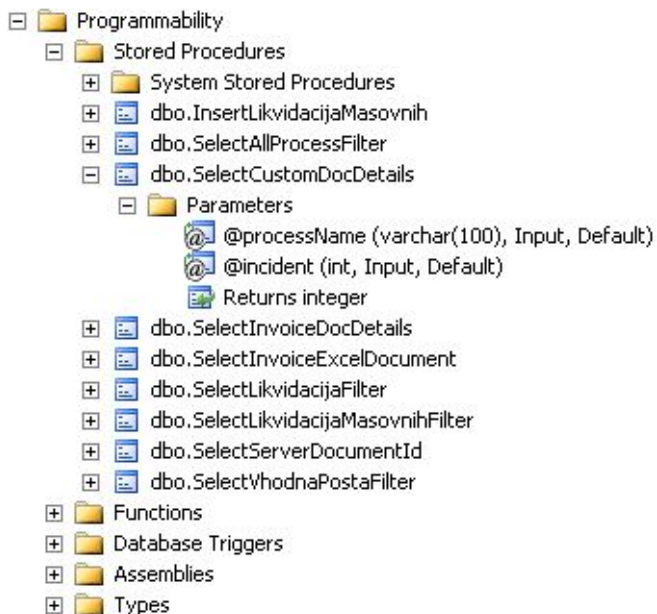 Programmability
Stored Procedures
System Stored Procedures
dbo.InsertLikvidacijaMasovnih
dbo.SelectAllProcessFilter
dbo.SelectCustomDocDetails
Parameters
@processName (varchar(100), Input, Default)
@incident (int, Input, Default)
Returns integer
dbo.SelectInvoiceDocDetails
dbo.SelectInvoiceExcelDocument
dbo.SelectLikvidacijaFilter
dbo.SelectLikvidacijaMasovnihFilter
dbo.SelectServerDocumentId
dbo.SelectVhodnaPostaFilter
Functions
Database Triggers
Assemblies
Types